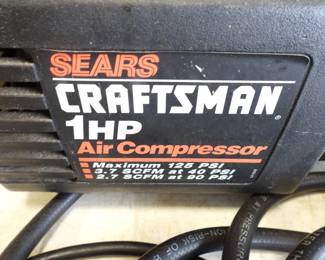 SEARS
CRAFTSMAN®
1HP
Air Compressor
Maximum 125 PSI
3.7 SCFM at 40 PSI
2.7 SCFM at 90 PSI